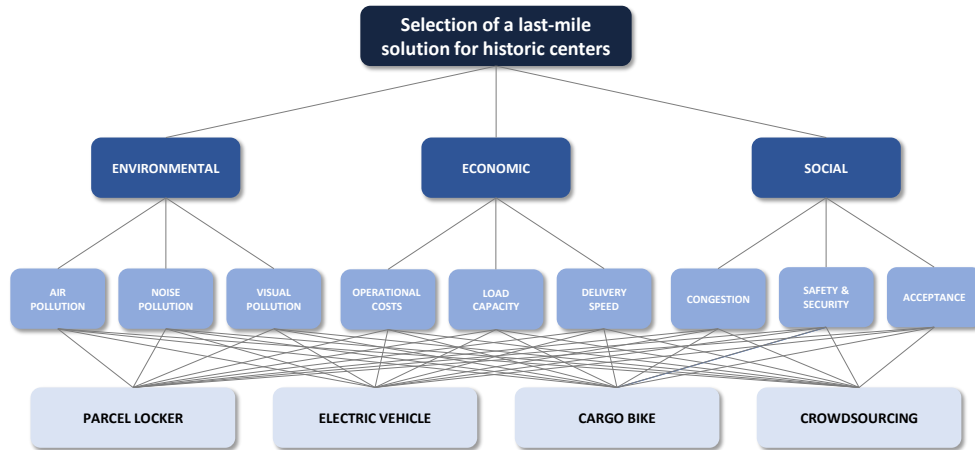 Selection of a last-mile
solution for historic centers
ENVIRONMENTAL
ECONOMIC
SOCIAL
AIR
POLLUTION
NOISE
POLLUTION
VISUAL
POLLUTION
OPERATIONAL
COSTS
LOAD
CAPACITY
DELIVERY
SPEED
CONGESTION
SAFETY &
SECURITY
ACCEPTANCE
PARCEL LOCKER
ELECTRIC VEHICLE
CARGO BIKE
CROWDSOURCING